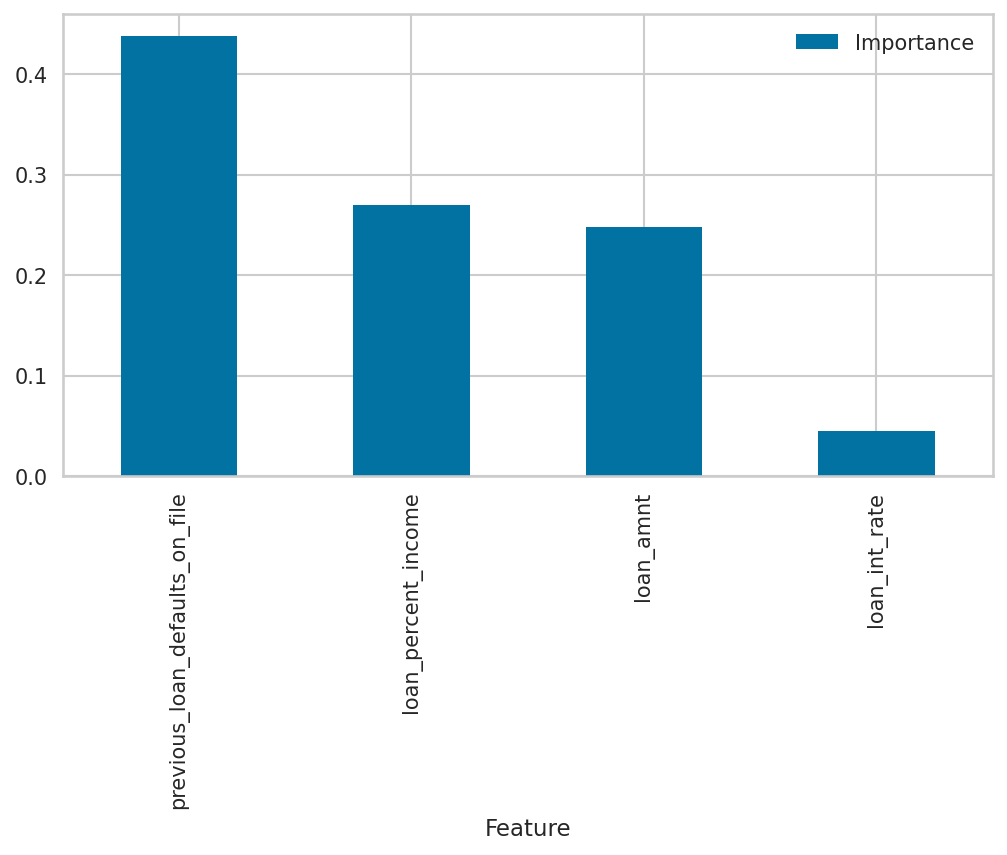 Importance
0.4
0.3
0.2
0.1
0.0
previous_loan_defaults_on_file
loan_percent_income
loan_amnt
loan_int_rate
Feature